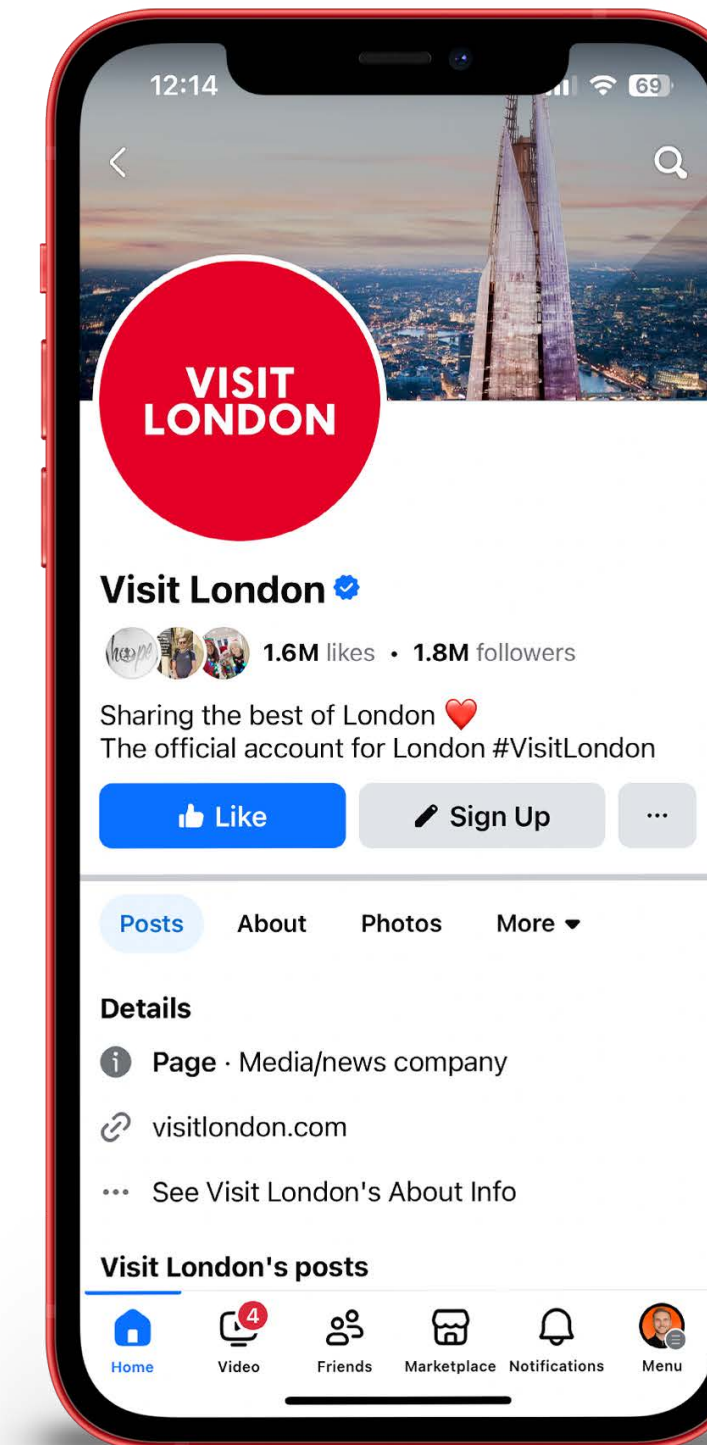 12:14
69
VISIT
LONDON
Visit London
hope
1.6M likes • 1.8M followers
Sharing the best of London ❤️
The official account for London #VisitLondon
Like
Sign Up
...
Posts
About
Photos
More
Details
Page · Media/news company
visitlondon.com
... See Visit London's About Info
Visit London's posts
4
Home
Video
Friends
Marketplace
Notifications
Menu